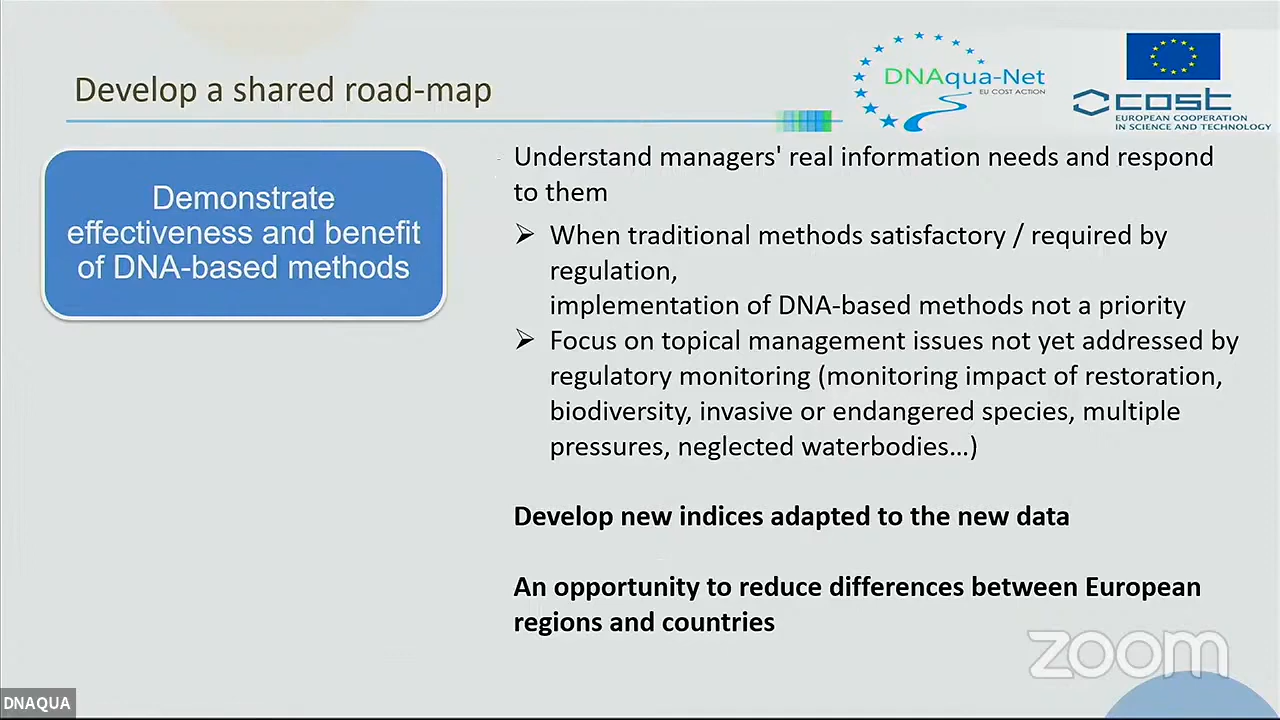 Develop a shared road-map
DNAqua-Net
EU COST ACTION
cost
EUROPEAN COOPERATION
IN SCIENCE AND TECHNOLOGY
Demonstrate
effectiveness and benefit
of DNA-based methods
Understand managers' real information needs and respond
to them
➢ When traditional methods satisfactory / required by
regulation,
implementation of DNA-based methods not a priority
➢ Focus on topical management issues not yet addressed by
regulatory monitoring (monitoring impact of restoration,
biodiversity, invasive or endangered species, multiple
pressures, neglected waterbodies…)
Develop new indices adapted to the new data
An opportunity to reduce differences between European
regions and countries
zoom
DNAQUA